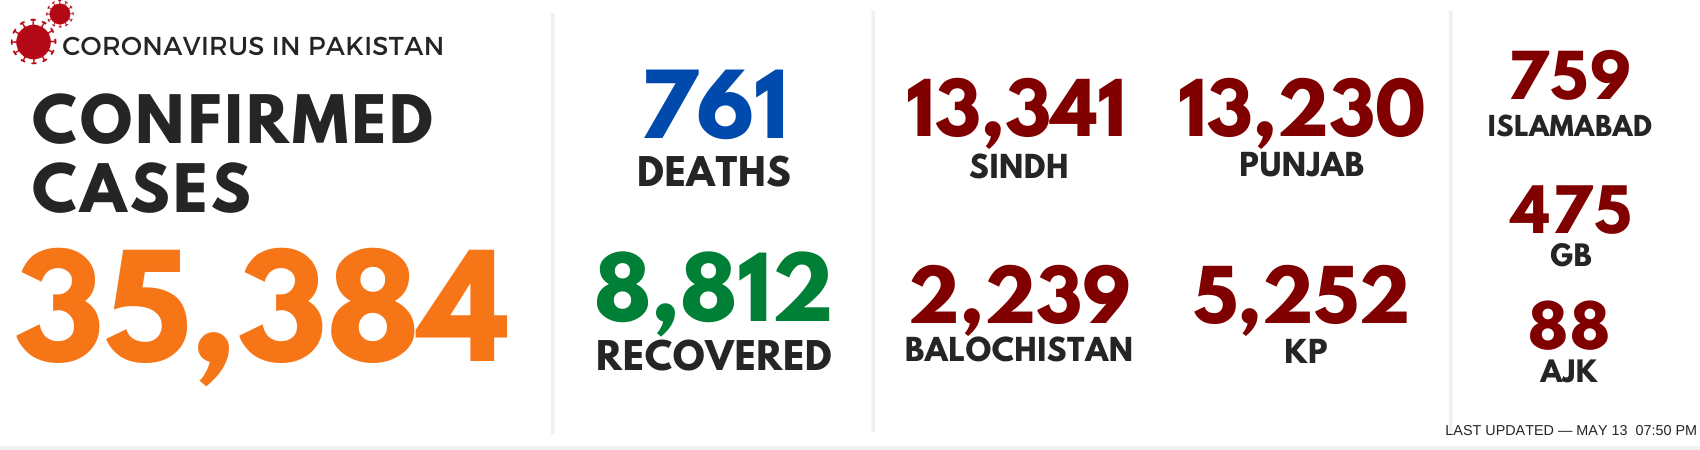 CORONAVIRUS IN PAKISTAN
CONFIRMED
CASES
35,384
761
DEATHS
8,812
RECOVERED
13,341
SINDH
13,230
PUNJAB
2,239
BALOCHISTAN
5,252
KP
759
ISLAMABAD
475
GB
88
AJK
LAST UPDATED — MAY 13 07:50 PM